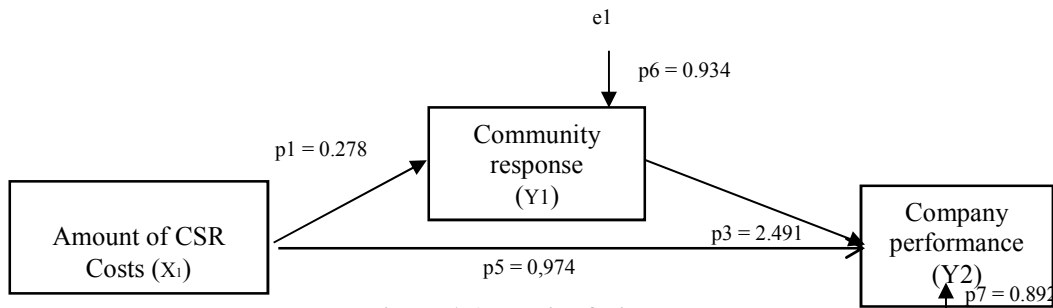 e1
p6 = 0.934
Community
response
(Y1)
p1 = 0.278
Amount of CSR
Costs (X1)
p3 = 2.491
p5 = 0,974
Company
performance
(Y2)
p7 = 0.892